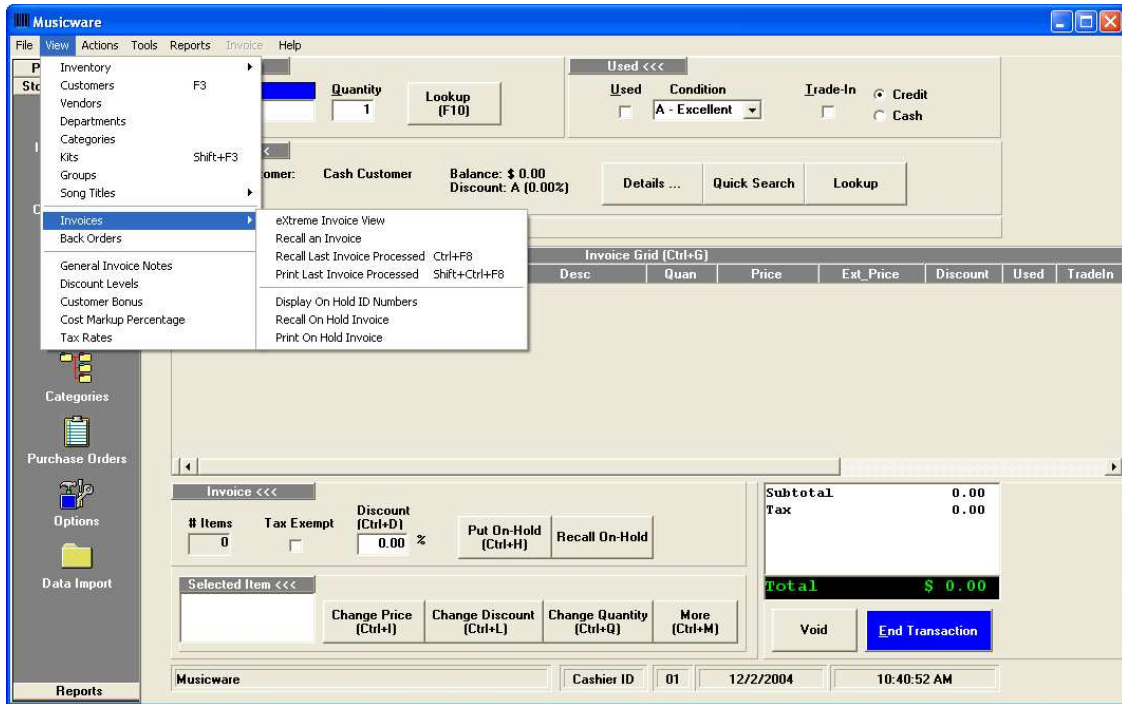 Musicware
File View Actions Tools Reports Invoice Help
Inventory
Customers F3
Vendors
Departments
Categories
Kits Shift+F3
Groups
Song Titles
Invoices
Back Orders
General Invoice Notes
Discount Levels
Customer Bonus
Cost Markup Percentage
Tax Rates
eXtreme Invoice View
Recall an Invoice
Recall Last Invoice Processed Ctrl+F8
Print Last Invoice Processed Shift+Ctrl+F8
Display On Hold ID Numbers
Recall On Hold Invoice
Print On Hold Invoice
Quantity
1
Lookup
(F10)
Used <<<
Used Condition Trade-In
A - Excellent
Credit
Cash
Cash Customer
Balance: $ 0.00
Discount: A (0.00%)
Details ... Quick Search Lookup
Invoice Grid (Ctrl+G)
Desc Quan Price Ext_Price Discount Used TradeIn
Categories
Purchase Orders
Options
Data Import
Reports
Invoice <<<
# Items Tax Exempt Discount
(Ctrl+D)
0 0.00 %
Put On-Hold
(Ctrl+H)
Recall On-Hold
Selected Item <<<
Change Price
(Ctrl+I)
Change Discount
(Ctrl+L)
Change Quantity
(Ctrl+Q)
More
(Ctrl+M)
Subtotal 0.00
Tax 0.00
Total $ 0.00
Void End Transaction
Musicware Cashier ID 01 12/2/2004 10:40:52 AM